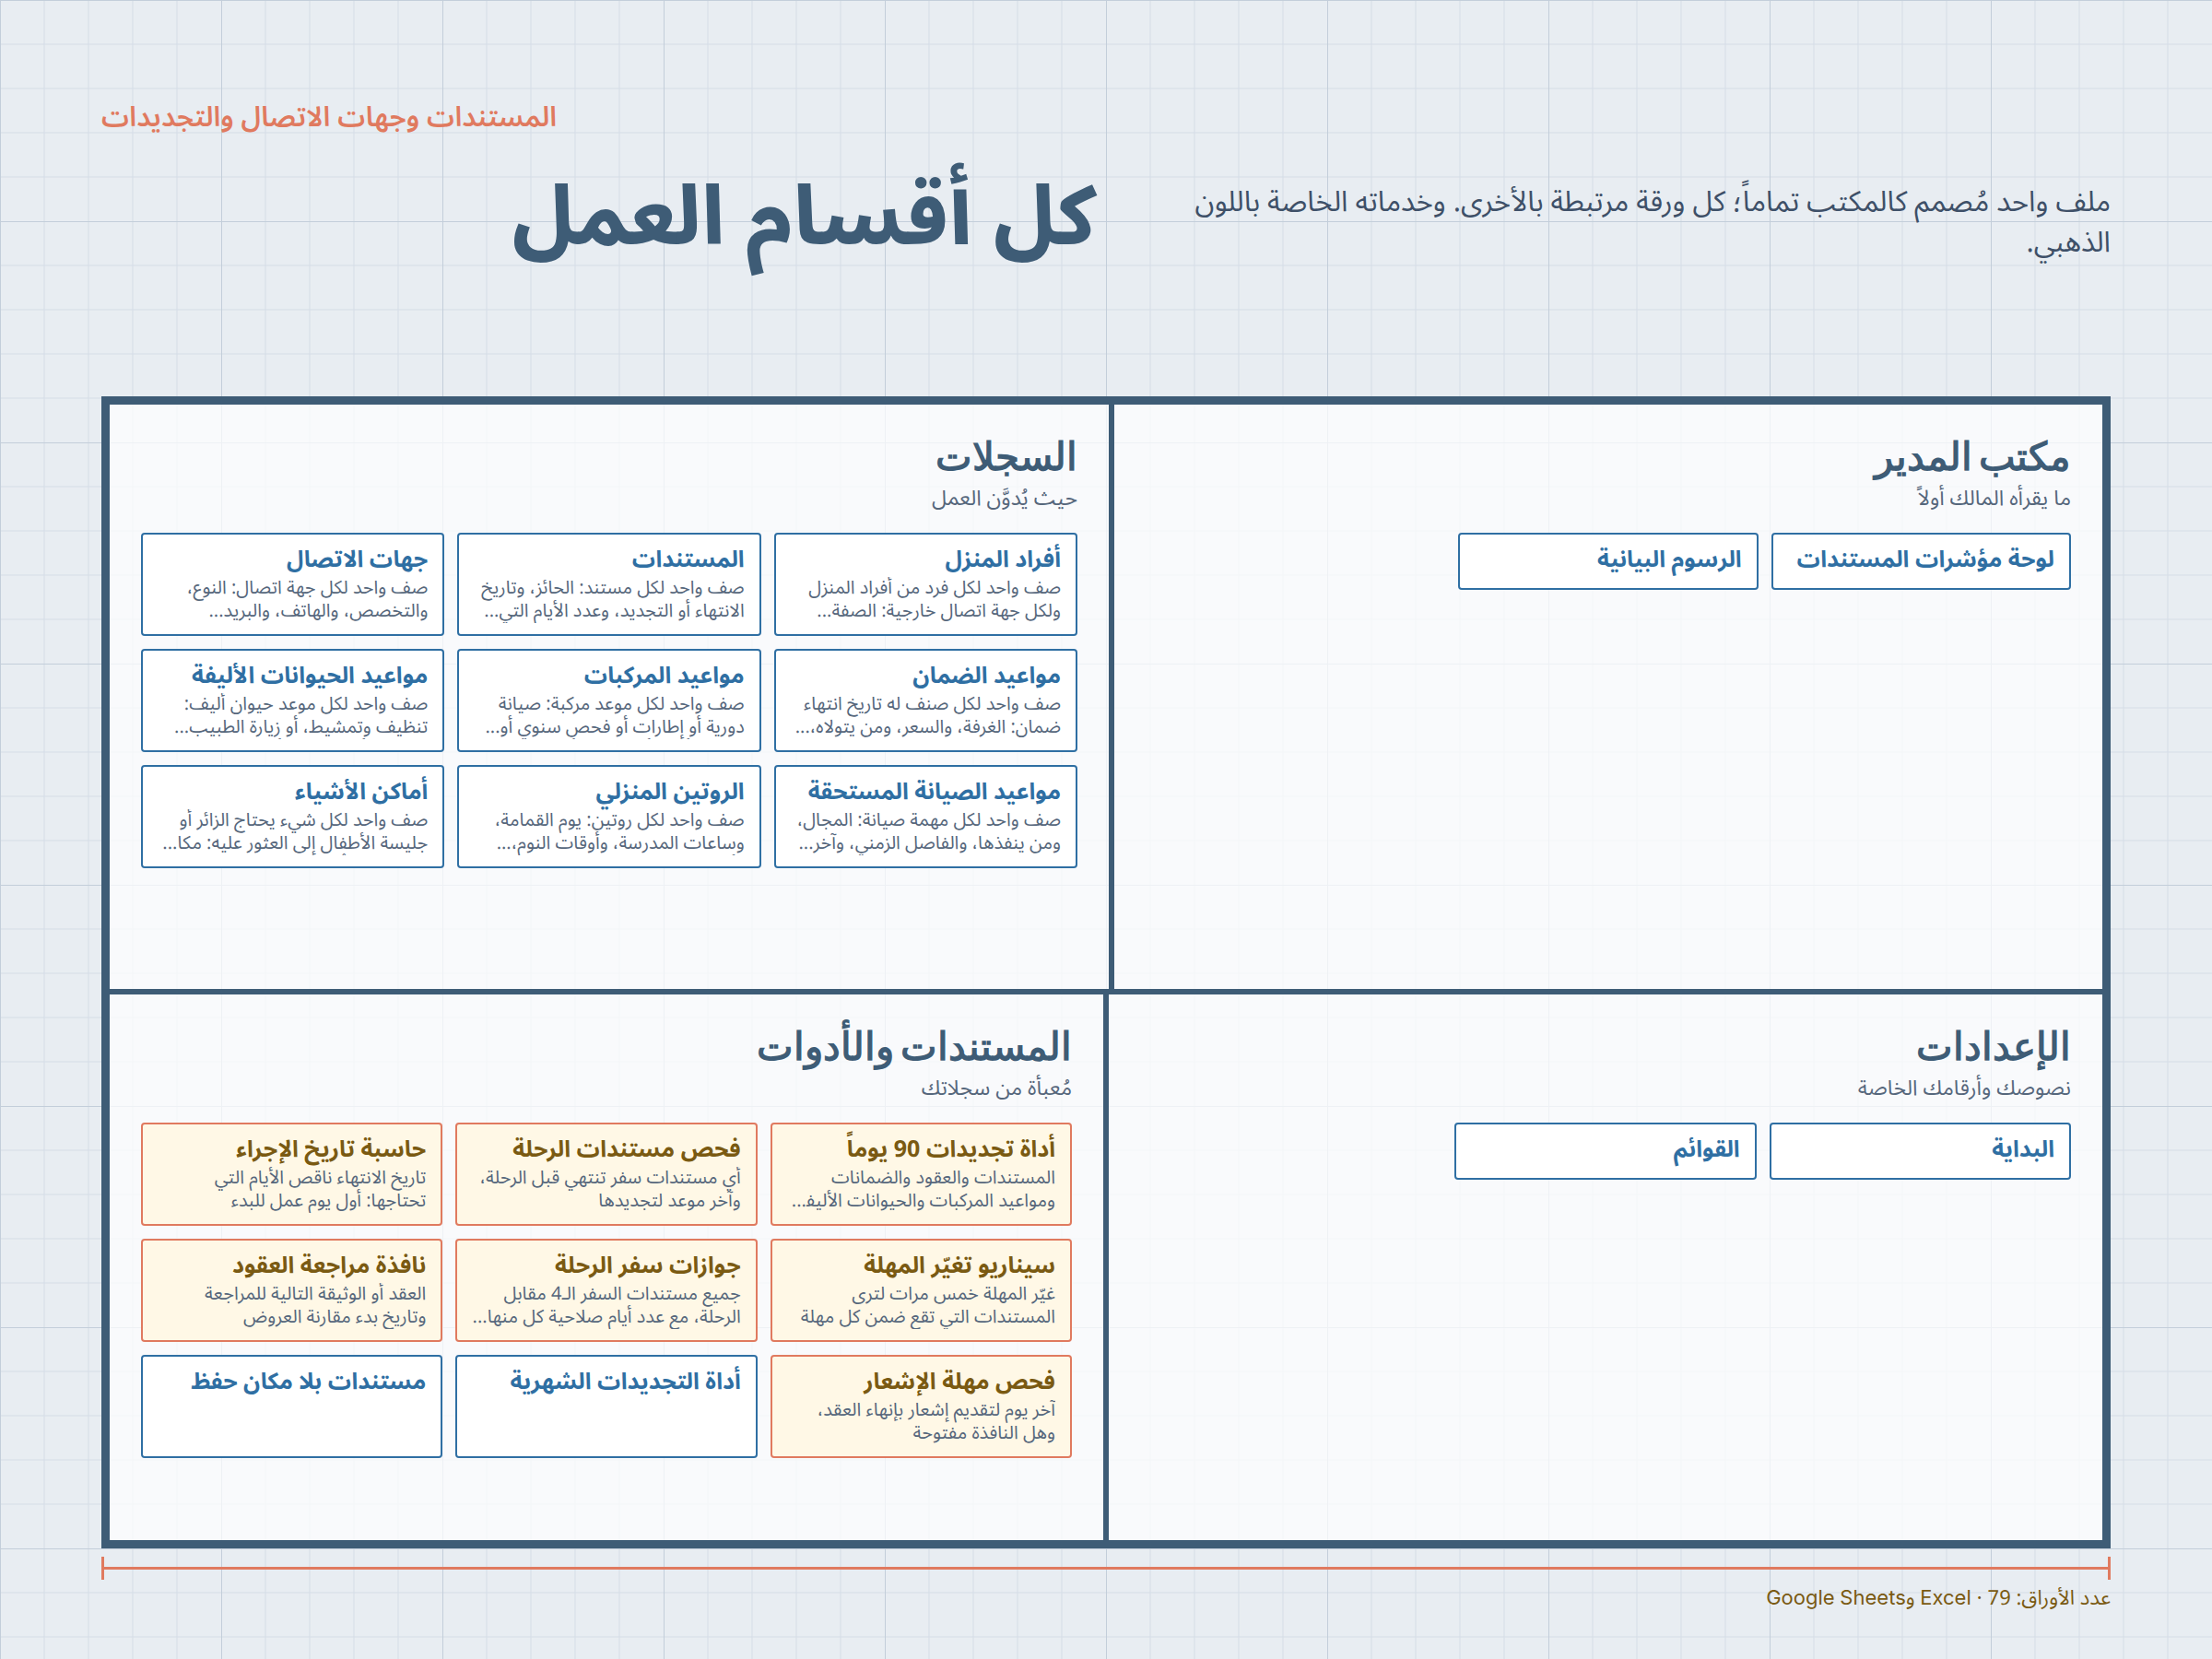 المستندات وجهات الاتصال والتجديدات
كل أقسام العمل
ملف واحد مُصمم كالمكتب تماماً؛ كل ورقة مرتبطة بالأخرى. وخدماته الخاصة باللون
الذهبي.
مكتب المدير
ما يقرأه المالك أولاً
لوحة مؤشرات المستندات
الرسوم البيانية
السجلات
حيث يُدوَّن العمل
أفراد المنزل
صف واحد لكل فرد من أفراد المنزل
ولكل جهة اتصال خارجية: الصفة...
المستندات
صف واحد لكل مستند: الحائز، وتاريخ
الانتهاء أو التجديد، وعدد الأيام التي...
جهات الاتصال
صف واحد لكل جهة اتصال: النوع،
والتخصص، والهاتف، والبريد...
مواعيد الضمان
صف واحد لكل صنف له تاريخ انتهاء
ضمان: الغرفة، والسعر، ومن يتولاه،...
مواعيد المركبات
صف واحد لكل موعد مركبة: صيانة
دورية أو إطارات أو فحص سنوي أو...
مواعيد الحيوانات الأليفة
صف واحد لكل موعد حيوان أليف:
تنظيف وتمشيط، أو زيارة الطبيب...
مواعيد الصيانة المستحقة
صف واحد لكل مهمة صيانة: المجال،
ومن ينفذها، والفاصل الزمني، وآخر...
الروتين المنزلي
صف واحد لكل روتين: يوم القمامة،
وساعات المدرسة، وأوقات النوم،...
أماكن الأشياء
صف واحد لكل شيء يحتاج الزائر أو
جليسة الأطفال إلى العثور عليه: مكا...
الإعدادات
نصوصك وأرقامك الخاصة
البداية
القوائم
المستندات والأدوات
مُعبأة من سجلاتك
أداة تجديدات 90 يوماً
المستندات والعقود والضمانات
ومواعيد المركبات والحيوانات الأليف...
فحص مستندات الرحلة
أي مستندات سفر تنتهي قبل الرحلة،
وآخر موعد لتجديدها
حاسبة تاريخ الإجراء
تاريخ الانتهاء ناقص الأيام التي
تحتاجها: أول يوم عمل للبدء
سيناريو تغيّر المهلة
غيّر المهلة خمس مرات لترى
المستندات التي تقع ضمن كل مهلة
جوازات سفر الرحلة
جميع مستندات السفر الـ4 مقابل
الرحلة، مع عدد أيام صلاحية كل منها...
نافذة مراجعة العقود
العقد أو الوثيقة التالية للمراجعة
وتاريخ بدء مقارنة العروض
فحص مهلة الإشعار
آخر يوم لتقديم إشعار بإنهاء العقد،
وهل النافذة مفتوحة
أداة التجديدات الشهرية
مستندات بلا مكان حفظ
عدد الأوراق: 79 · Excel وGoogle Sheets